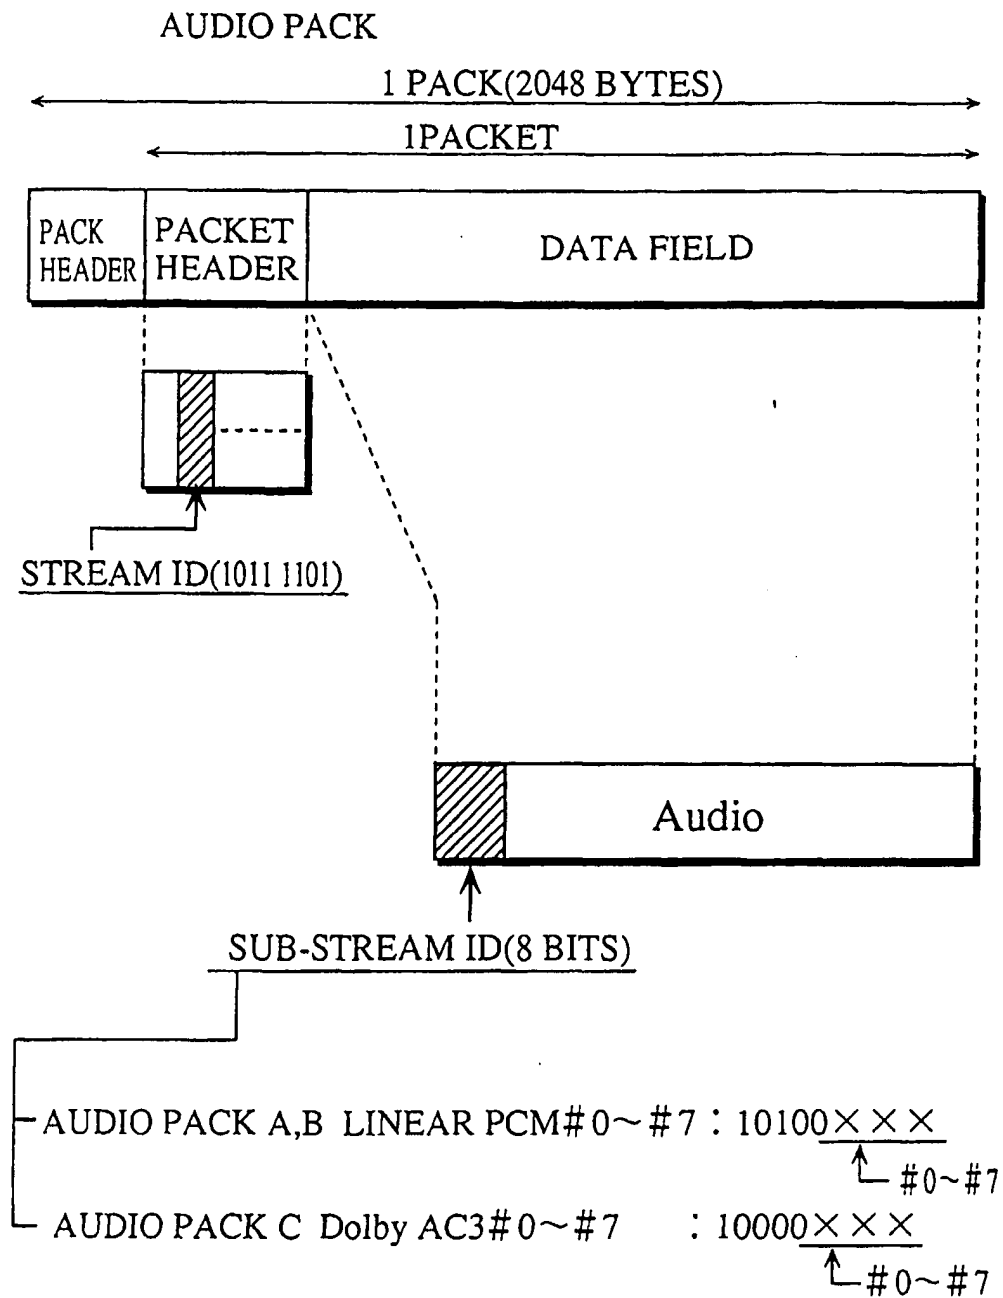 AUDIO PACK
1 PACK(2048 BYTES)
1PACKET
PACK HEADER
PACKET HEADER
DATA FIELD
STREAM ID(1011 1101)
Audio
SUB-STREAM ID(8 BITS)
AUDIO PACK A,B LINEAR PCM#0~#7 : 10100×××
#0~#7
AUDIO PACK C Dolby AC3#0~#7 : 10000×××
#0~#7